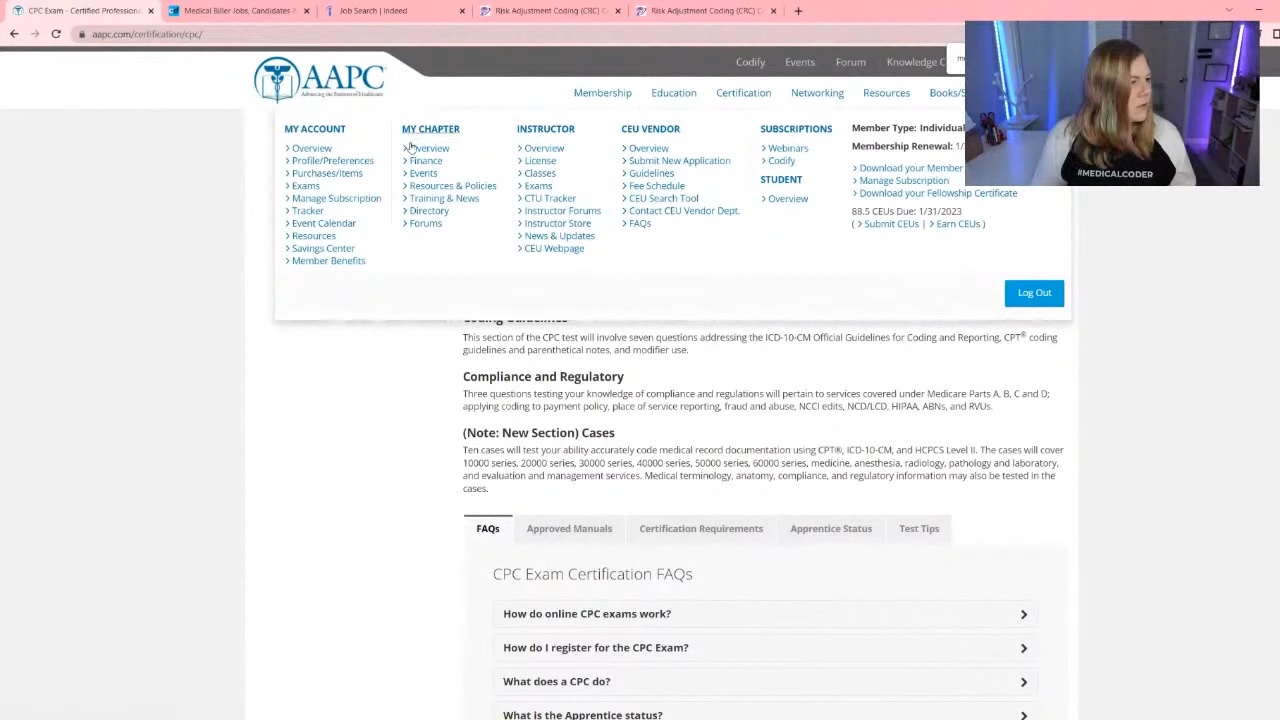 CPC Exam - Certified Professiona
Medical Biller Jobs, Candidates B
Job Search | Indeed
Risk Adjustment Coding (CRC) C
Risk Adjustment Coding (CRC) C
aapc.com/certification/cpc/
AAPC
Advancing the Business of Healthcare
Codify Events Forum Knowledge C
Membership Education Certification Networking Resources Books/S
MY ACCOUNT
Overview
Profile/Preferences
Purchases/Items
Exams
Manage Subscription
Tracker
Event Calendar
Resources
Savings Center
Member Benefits
MY CHAPTER
Overview
Finance
Events
Resources & Policies
Training & News
Directory
Forums
INSTRUCTOR
Overview
License
Classes
Exams
CTU Tracker
Instructor Forums
Instructor Store
News & Updates
CEU Webpage
CEU VENDOR
Overview
Submit New Application
Guidelines
Fee Schedule
CEU Search Tool
Contact CEU Vendor Dept.
FAQs
SUBSCRIPTIONS
Webinars
Codify
STUDENT
Overview
Member Type: Individual
Membership Renewal: 1/
Download your Member
Manage Subscription
Download your Fellowship Certificate
88.5 CEUs Due: 1/31/2023
( > Submit CEUs | > Earn CEUs )
Log Out
#MEDICALCODER
Coding Guidelines
This section of the CPC test will involve seven questions addressing the ICD-10-CM Official Guidelines for Coding and Reporting, CPT® coding
guidelines and parenthetical notes, and modifier use.
Compliance and Regulatory
Three questions testing your knowledge of compliance and regulations will pertain to services covered under Medicare Parts A, B, C and D;
applying coding to payment policy, place of service reporting, fraud and abuse, NCCI edits, NCD/LCD, HIPAA, ABNs, and RVUs.
(Note: New Section) Cases
Ten cases will test your ability accurately code medical record documentation using CPT®, ICD-10-CM, and HCPCS Level II. The cases will cover
10000 series, 20000 series, 30000 series, 40000 series, 50000 series, 60000 series, medicine, anesthesia, radiology, pathology and laboratory,
and evaluation and management services. Medical terminology, anatomy, compliance, and regulatory information may also be tested in the
cases.
FAQs Approved Manuals Certification Requirements Apprentice Status Test Tips
CPC Exam Certification FAQs
How do online CPC exams work?
How do I register for the CPC Exam?
What does a CPC do?
What is the Apprentice status?